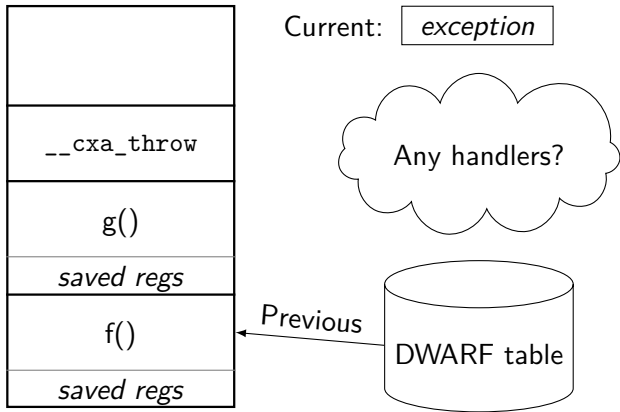 Current: exception
__cxa_throw
Any handlers?
g()
saved regs
f()
Previous
DWARF table
saved regs